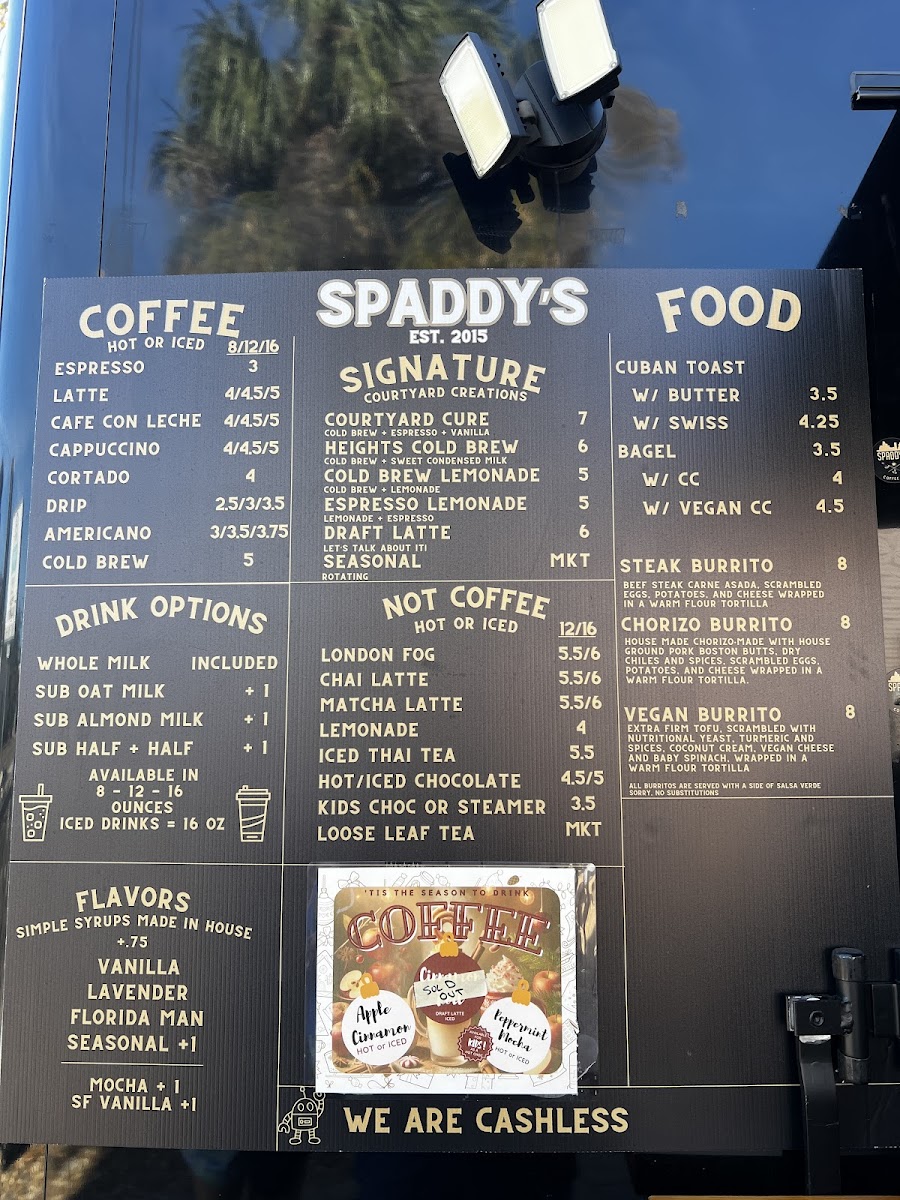 SPADDY'S
EST. 2015
COFFEE
HOT OR ICED 8/12/16
ESPRESSO 3
LATTE 4/4.5/5
CAFE CON LECHE 4/4.5/5
CAPPUCCINO 4/4.5/5
CORTADO 4
DRIP 2.5/3/3.5
AMERICANO 3/3.5/3.75
COLD BREW 5
DRINK OPTIONS
WHOLE MILK INCLUDED
SUB OAT MILK + 1
SUB ALMOND MILK + 1
SUB HALF + HALF + 1
AVAILABLE IN
8 - 12 - 16
OUNCES
ICED DRINKS = 16 OZ
FLAVORS
SIMPLE SYRUPS MADE IN HOUSE
+.75
VANILLA
LAVENDER
FLORIDA MAN
SEASONAL +1
MOCHA + 1
SF VANILLA +1
SIGNATURE
COURTYARD CREATIONS
COURTYARD CURE 7
COLD BREW + ESPRESSO + VANILLA
HEIGHTS COLD BREW 6
COLD BREW + SWEET CONDENSED MILK
COLD BREW LEMONADE 5
COLD BREW + LEMONADE
ESPRESSO LEMONADE 5
LEMONADE + ESPRESSO
DRAFT LATTE 6
LET'S TALK ABOUT IT!
SEASONAL MKT
ROTATING
NOT COFFEE
HOT OR ICED 12/16
LONDON FOG 5.5/6
CHAI LATTE 5.5/6
MATCHA LATTE 5.5/6
LEMONADE 4
ICED THAI TEA 5.5
HOT/ICED CHOCOLATE 4.5/5
KIDS CHOC OR STEAMER 3.5
LOOSE LEAF TEA MKT
'TIS THE SEASON TO DRINK
COFFEE
SOLD
OUT
DRAFT LATTE
ICED
Apple
Cinnamon
HOT or ICED
KIDS!
Peppermint
Mocha
HOT or ICED
WE ARE CASHLESS
FOOD
CUBAN TOAST
W/ BUTTER 3.5
W/ SWISS 4.25
BAGEL 3.5
W/ CC 4
W/ VEGAN CC 4.5
STEAK BURRITO 8
BEEF STEAK CARNE ASADA, SCRAMBLED
EGGS, POTATOES, AND CHEESE WRAPPED
IN A WARM FLOUR TORTILLA
CHORIZO BURRITO 8
HOUSE MADE CHORIZO-MADE WITH HOUSE
GROUND PORK BOSTON BUTTS, DRY
CHILES AND SPICES, SCRAMBLED EGGS,
POTATOES, AND CHEESE WRAPPED IN A
WARM FLOUR TORTILLA.
VEGAN BURRITO 8
EXTRA FIRM TOFU, SCRAMBLED WITH
NUTRITIONAL YEAST, TURMERIC AND
SPICES, COCONUT CREAM, VEGAN CHEESE
AND BABY SPINACH, WRAPPED IN A
WARM FLOUR TORTILLA
ALL BURRITOS ARE SERVED WITH A SIDE OF SALSA VERDE
SORRY, NO SUBSTITUTIONS